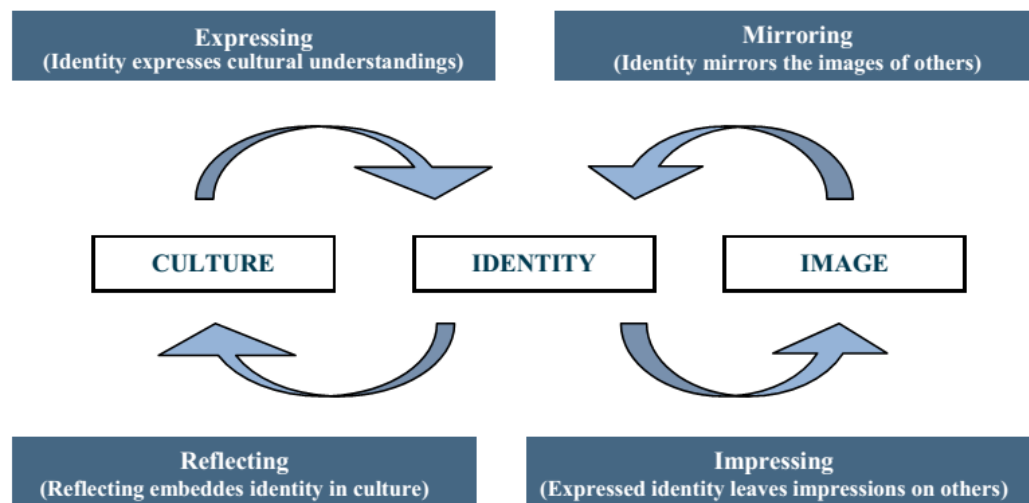 Expressing
(Identity expresses cultural understandings)
Mirroring
(Identity mirrors the images of others)
CULTURE
IDENTITY
IMAGE
Reflecting
(Reflecting embeddes identity in culture)
Impressing
(Expressed identity leaves impressions on others)